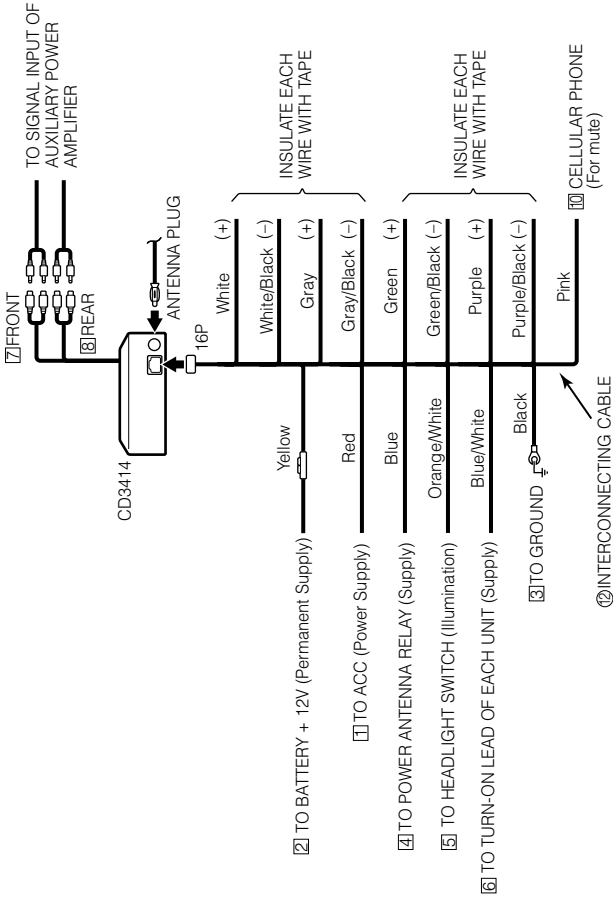 TO SIGNAL INPUT OF
AUXILIARY POWER
AMPLIFIER
7 FRONT
8 REAR
ANTENNA PLUG
CD3414
16P
INSULATE EACH
WIRE WITH TAPE
White (+)
White/Black (−)
Gray (+)
Gray/Black (−)
INSULATE EACH
WIRE WITH TAPE
Green (+)
Green/Black (−)
Purple (+)
Purple/Black (−)
Pink
10 CELLULAR PHONE
(For mute)
Yellow
2 TO BATTERY + 12V (Permanent Supply)
Red
1 TO ACC (Power Supply)
Blue
4 TO POWER ANTENNA RELAY (Supply)
Orange/White
5 TO HEADLIGHT SWITCH (Illumination)
Blue/White
6 TO TURN-ON LEAD OF EACH UNIT (Supply)
Black
3 TO GROUND
⑫INTERCONNECTING CABLE